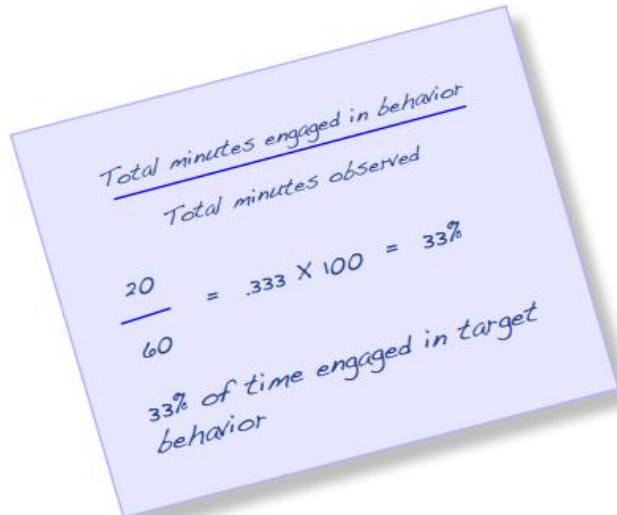 Total minutes engaged in behavior
Total minutes observed
20
60
= .333 X 100 = 33%
33% of time engaged in target
behavior